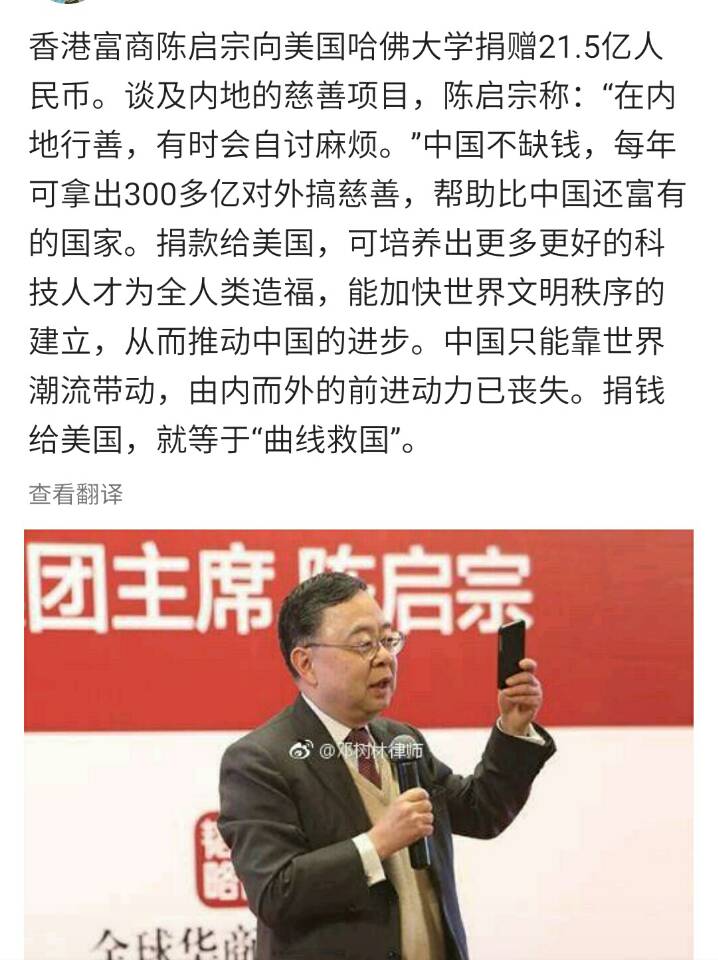 香港富商陈启宗向美国哈佛大学捐赠21.5亿人
民币。谈及内地的慈善项目，陈启宗称：“在内
地行善，有时会自讨麻烦。”中国不缺钱，每年
可拿出300多亿对外搞慈善，帮助比中国还富有
的国家。捐款给美国，可培养出更多更好的科
技人才为全人类造福，能加快世界文明秩序的
建立，从而推动中国的进步。中国只能靠世界
潮流带动，由内而外的前进动力已丧失。捐钱
给美国，就等于“曲线救国”。
查看翻译
团主席 陈启宗
@邓树林律师
全球华商